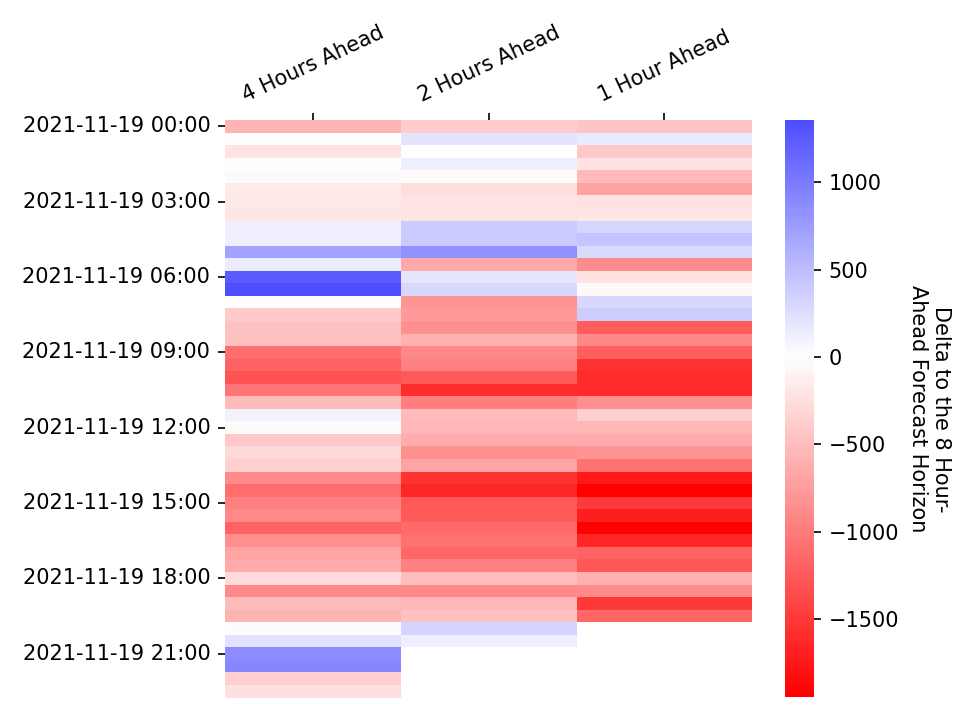 4 Hours Ahead
2 Hours Ahead
1 Hour Ahead
2021-11-19 00:00
2021-11-19 03:00
2021-11-19 06:00
2021-11-19 09:00
2021-11-19 12:00
2021-11-19 15:00
2021-11-19 18:00
2021-11-19 21:00
1000
500
0
−500
−1000
−1500
Delta to the 8 Hour-
Ahead Forecast Horizon